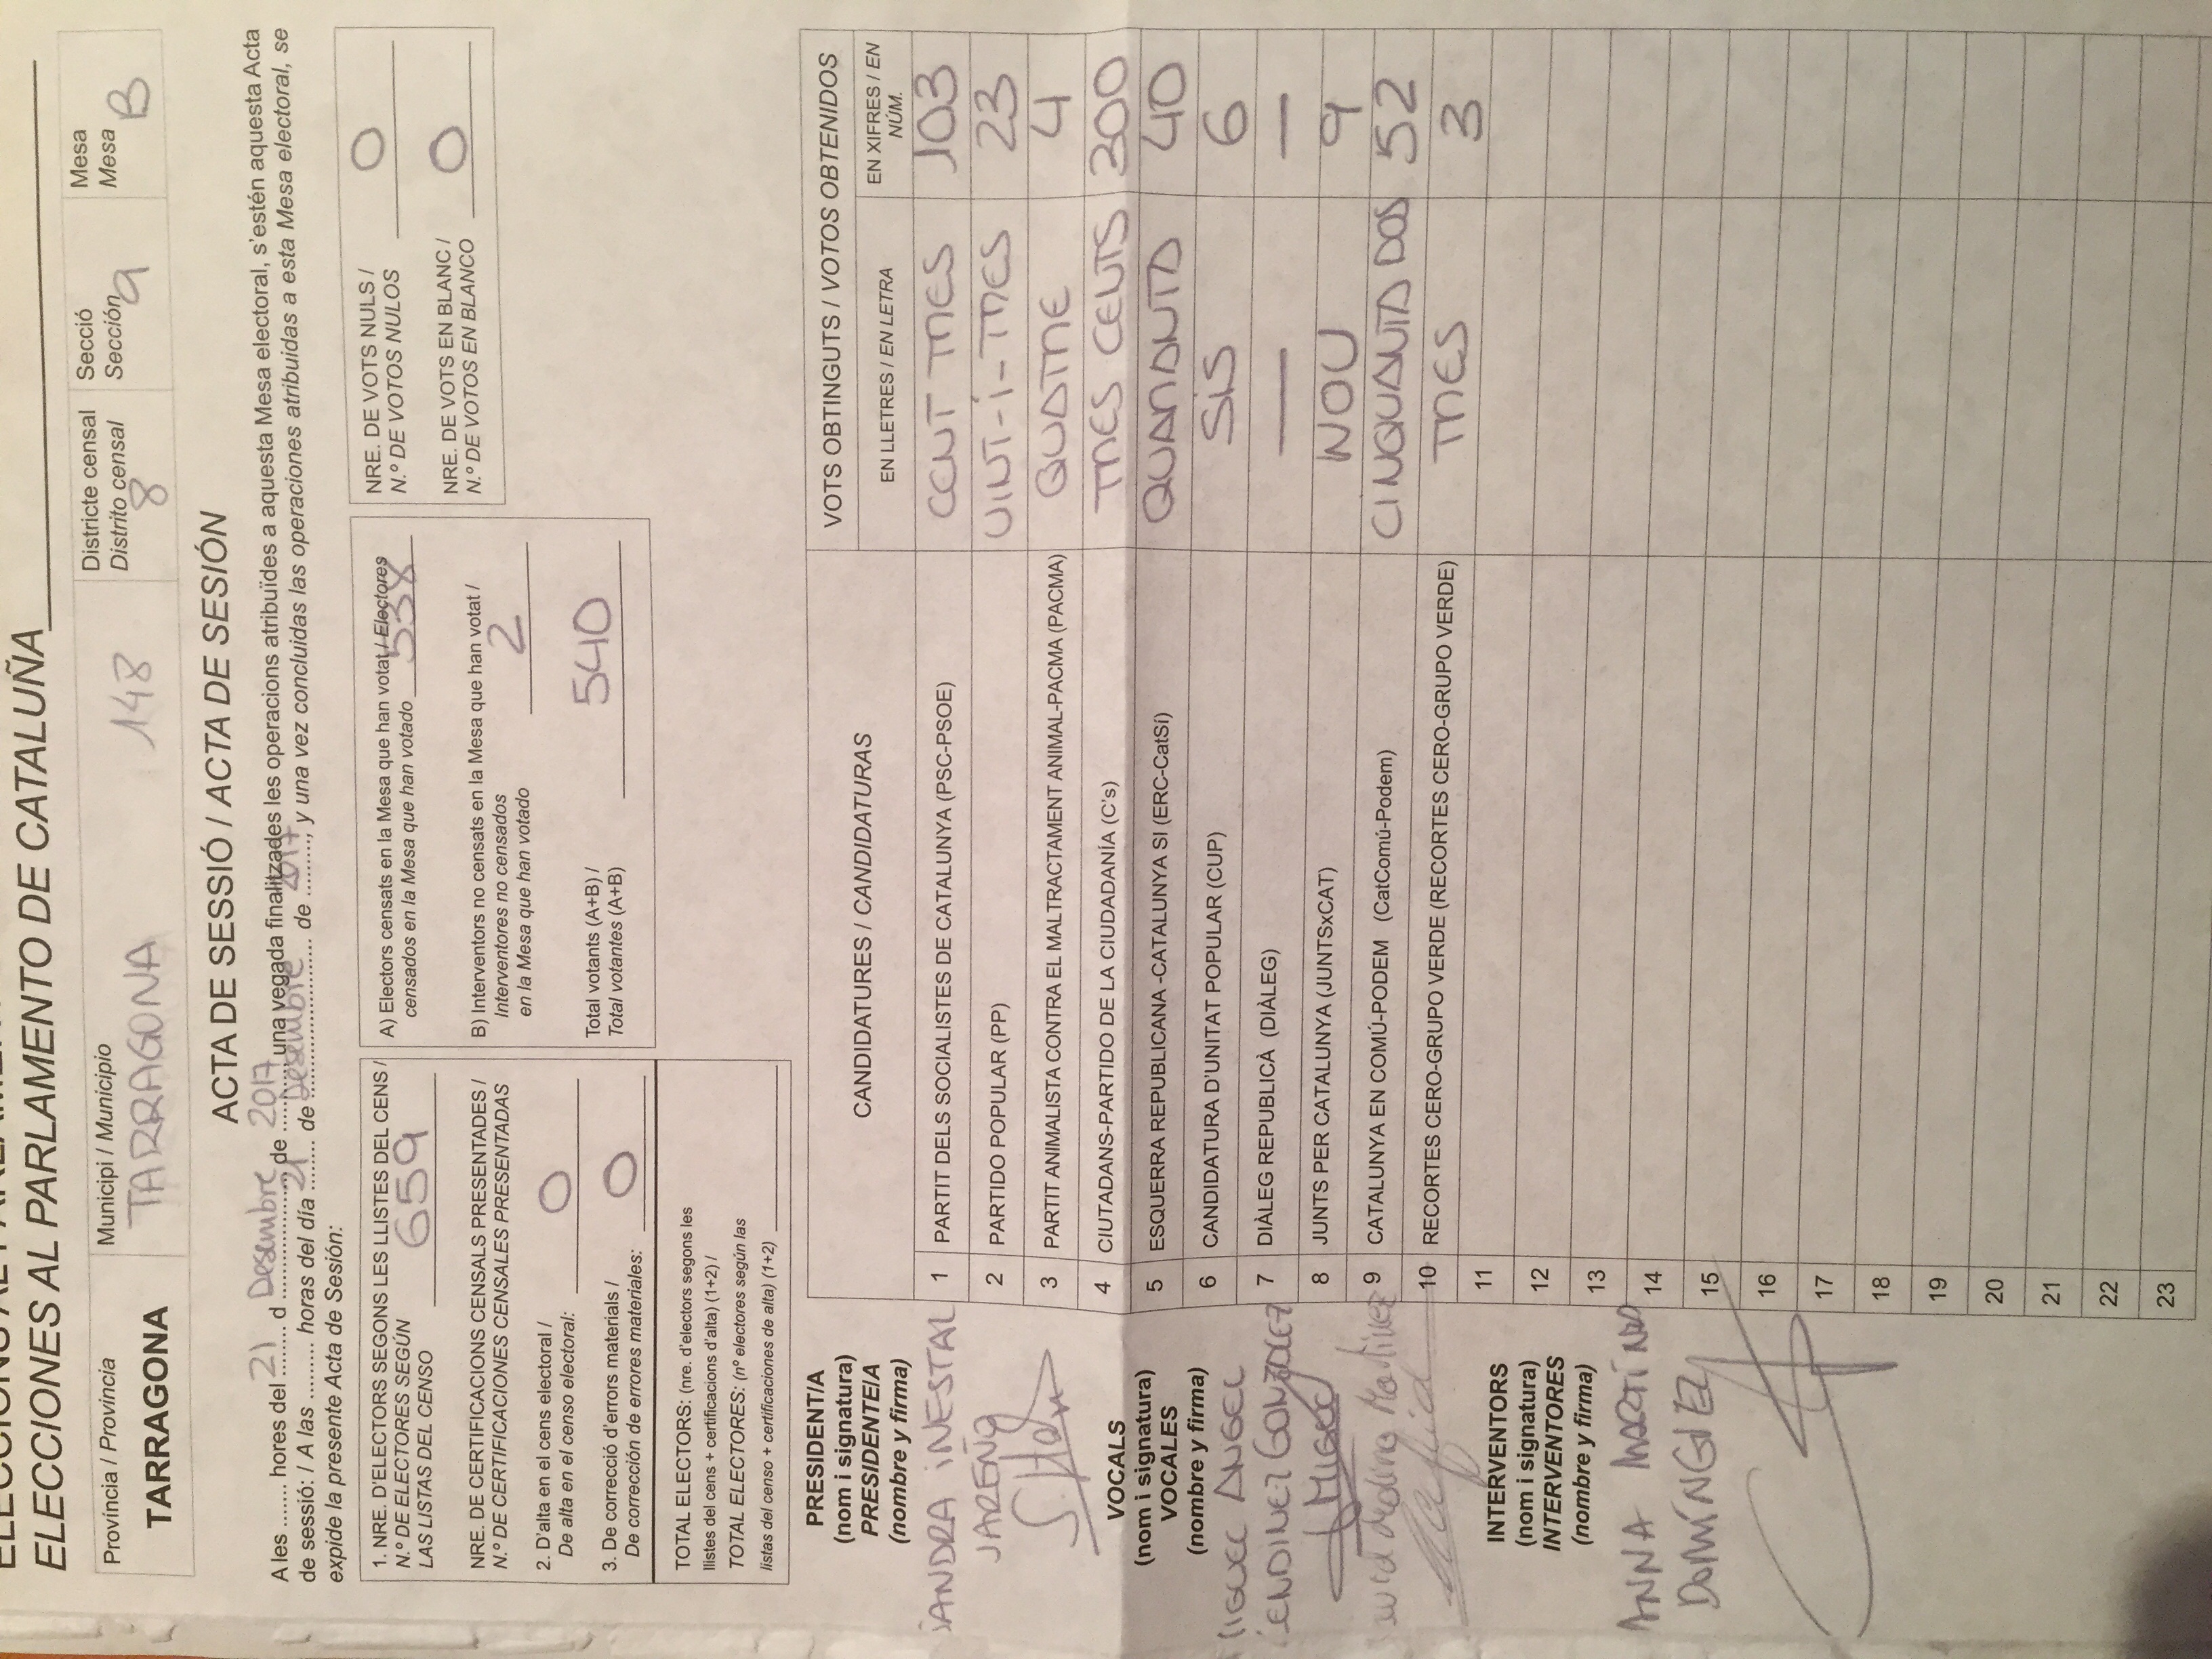 ELECCIONS AL PARLAMENT
ELECCIONES AL PARLAMENTO DE CATALUÑA
Província / Provincia
TARRAGONA
Municipi / Municipio
TARRAGONA 148
Districte censal
Distrito censal
8
Secció
Sección
9
Mesa
Mesa
B
ACTA DE SESSIÓ / ACTA DE SESIÓN
A les ....... hores del 21 d Desembre de 2017, una vegada finalitzades les operacions atribuïdes a aquesta Mesa electoral, s'estén aquesta Acta
de sessió: / A las ......... horas del día 21 de Desembre de 2017, y una vez concluidas las operaciones atribuidas a esta Mesa electoral, se
expide la presente Acta de Sesión:
1. NRE. D'ELECTORS SEGONS LES LLISTES DEL CENS /
N.º DE ELECTORES SEGÚN
LAS LISTAS DEL CENSO 659
NRE. DE CERTIFICACIONS CENSALS PRESENTADES /
N.º DE CERTIFICACIONES CENSALES PRESENTADAS
2. D'alta en el cens electoral /
De alta en el censo electoral: 0
3. De correcció d'errors materials /
De corrección de errores materiales: 0
TOTAL ELECTORS: (nre. d'electors segons les
llistes del cens + certificacions d'alta) (1+2) /
TOTAL ELECTORES: (nº electores según las
listas del censo + certificaciones de alta) (1+2)
A) Electors censats en la Mesa que han votat / Electores
censados en la Mesa que han votado 538
B) Interventors no censats en la Mesa que han votat /
Interventores no censados
en la Mesa que han votado 2
Total votants (A+B) /
Total votantes (A+B) 540
NRE. DE VOTS NULS /
N.º DE VOTOS NULOS 0
NRE. DE VOTS EN BLANC /
N.º DE VOTOS EN BLANCO 0
PRESIDENT/A
(nom i signatura)
PRESIDENTE/A
(nombre y firma)
SANDRA INESTAL
JAREÑO
VOCALS
(nom i signatura)
VOCALES
(nombre y firma)
MIGUEL ANGEL
GONZALEZ
MIGUEL
Medina Martinez
INTERVENTORS
(nom i signatura)
INTERVENTORES
(nombre y firma)
ANNA MARTÍNEZ
DOMÍNGUEZ
CANDIDATURES / CANDIDATURAS
VOTS OBTINGUTS / VOTOS OBTENIDOS
EN LLETRES / EN LETRA
EN XIFRES / EN
NÚM.
1 PARTIT DELS SOCIALISTES DE CATALUNYA (PSC-PSOE) CENT TRES 103
2 PARTIDO POPULAR (PP) VINT-I-TRES 23
3 PARTIT ANIMALISTA CONTRA EL MALTRACTAMENT ANIMAL-PACMA (PACMA) QUATRE 4
4 CIUTADANS-PARTIDO DE LA CIUDADANÍA (C's) TRES CENTS 300
5 ESQUERRA REPUBLICANA -CATALUNYA SI (ERC-CatSí) QUARANTA 40
6 CANDIDATURA D'UNITAT POPULAR (CUP) SIS 6
7 DIÀLEG REPUBLICÀ (DIÀLEG) — —
8 JUNTS PER CATALUNYA (JUNTSxCAT) NOU 9
9 CATALUNYA EN COMÚ-PODEM (CatComú-Podem) CINQUANTA DOS 52
10 RECORTES CERO-GRUPO VERDE (RECORTES CERO-GRUPO VERDE) TRES 3
11
12
13
14
15
16
17
18
19
20
21
22
23